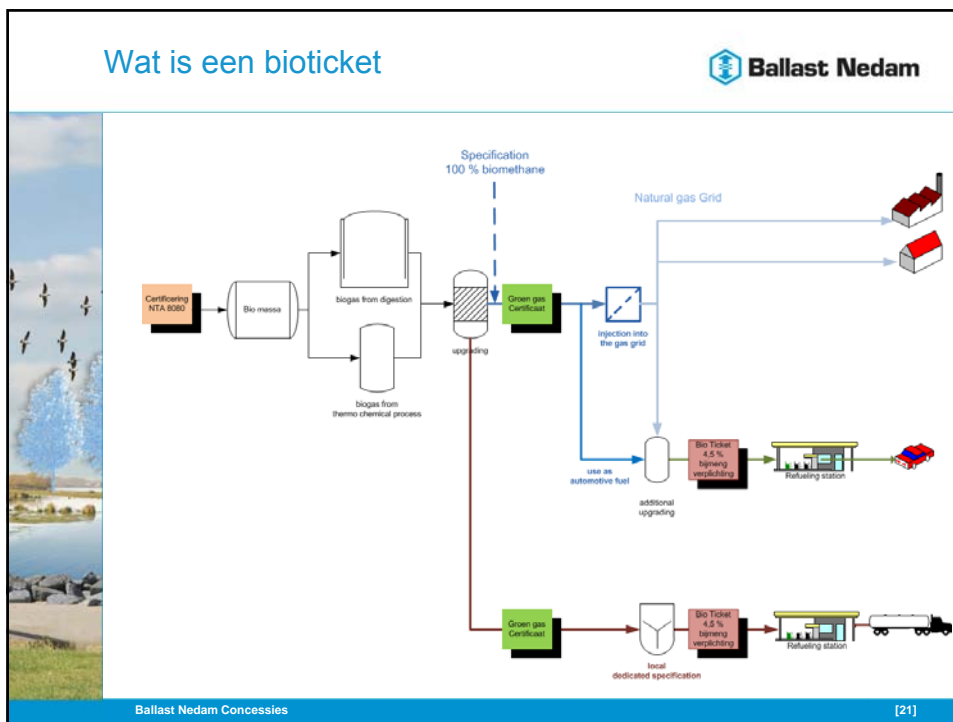 Wat is een bioticket
Ballast Nedam
Specification
100 % biomethane
Natural gas Grid
Certificering
NTA 8080
Bio massa
biogas from digestion
biogas from
thermo chemical process
upgrading
Groen gas
Certificaat
injection into
the gas grid
use as
automotive fuel
additional
upgrading
Bio Ticket
4,5 %
bijmeng
verplichting
Refueling station
Groen gas
Certificaat
local
dedicated specification
Bio Ticket
4,5 %
bijmeng
verplichting
Refueling station
Ballast Nedam Concessies
[21]